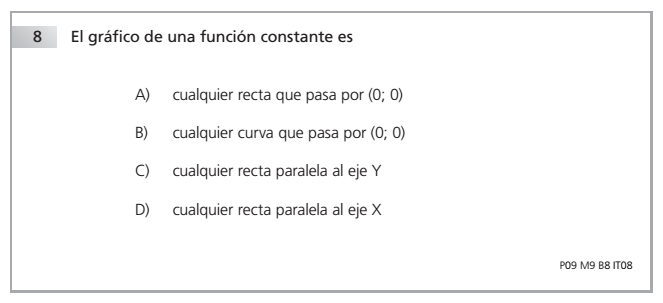 8 El gráfico de una función constante es
A) cualquier recta que pasa por (0; 0)
B) cualquier curva que pasa por (0; 0)
C) cualquier recta paralela al eje Y
D) cualquier recta paralela al eje X
P09 M9 B8 IT08